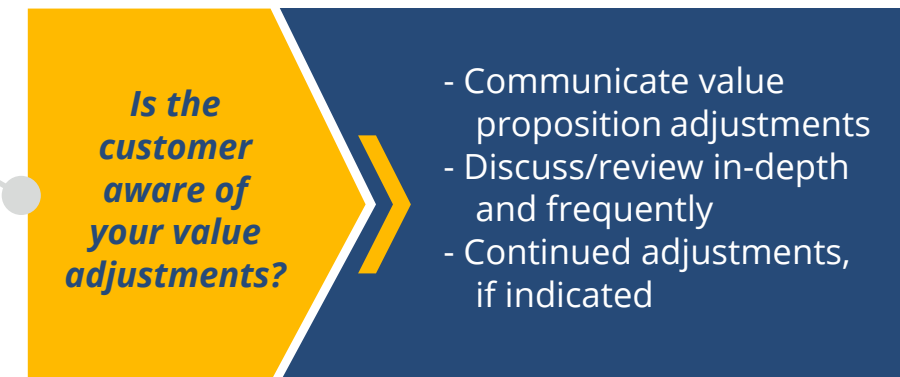 Is the
customer
aware of
your value
adjustments?
- Communicate value
proposition adjustments
- Discuss/review in-depth
and frequently
- Continued adjustments,
if indicated